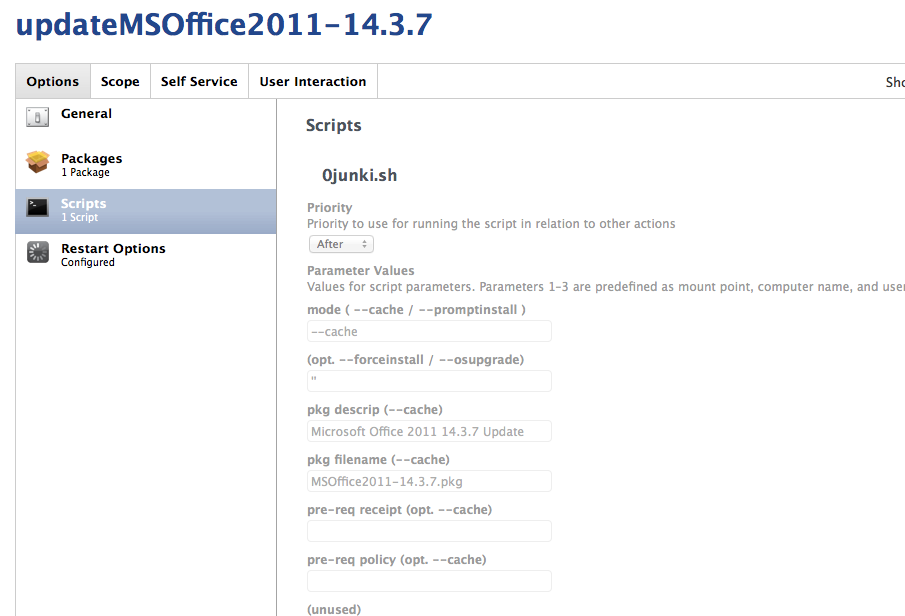 updateMSOffice2011-14.3.7
Options Scope Self Service User Interaction Sho
General
Packages
1 Package
Scripts
1 Script
Restart Options
Configured
Scripts
0junki.sh
Priority
Priority to use for running the script in relation to other actions
After
Parameter Values
Values for script parameters. Parameters 1-3 are predefined as mount point, computer name, and user
mode ( --cache / --promptinstall )
--cache
(opt. --forceinstall / --osupgrade)
"
pkg descrip (--cache)
Microsoft Office 2011 14.3.7 Update
pkg filename (--cache)
MSOffice2011-14.3.7.pkg
pre-req receipt (opt. --cache)
pre-req policy (opt. --cache)
(unused)